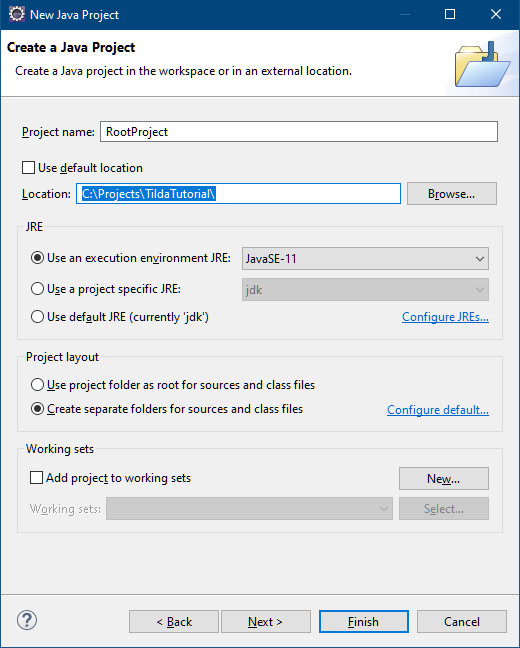 New Java Project
Create a Java Project
Create a Java project in the workspace or in an external location.
Project name: RootProject
Use default location
Location: C:\Projects\TildaTutorial\ Browse...
JRE
Use an execution environment JRE: JavaSE-11
Use a project specific JRE: jdk
Use default JRE (currently 'jdk') Configure JREs...
Project layout
Use project folder as root for sources and class files
Create separate folders for sources and class files Configure default...
Working sets
Add project to working sets New...
Working sets: Select...
? < Back Next > Finish Cancel